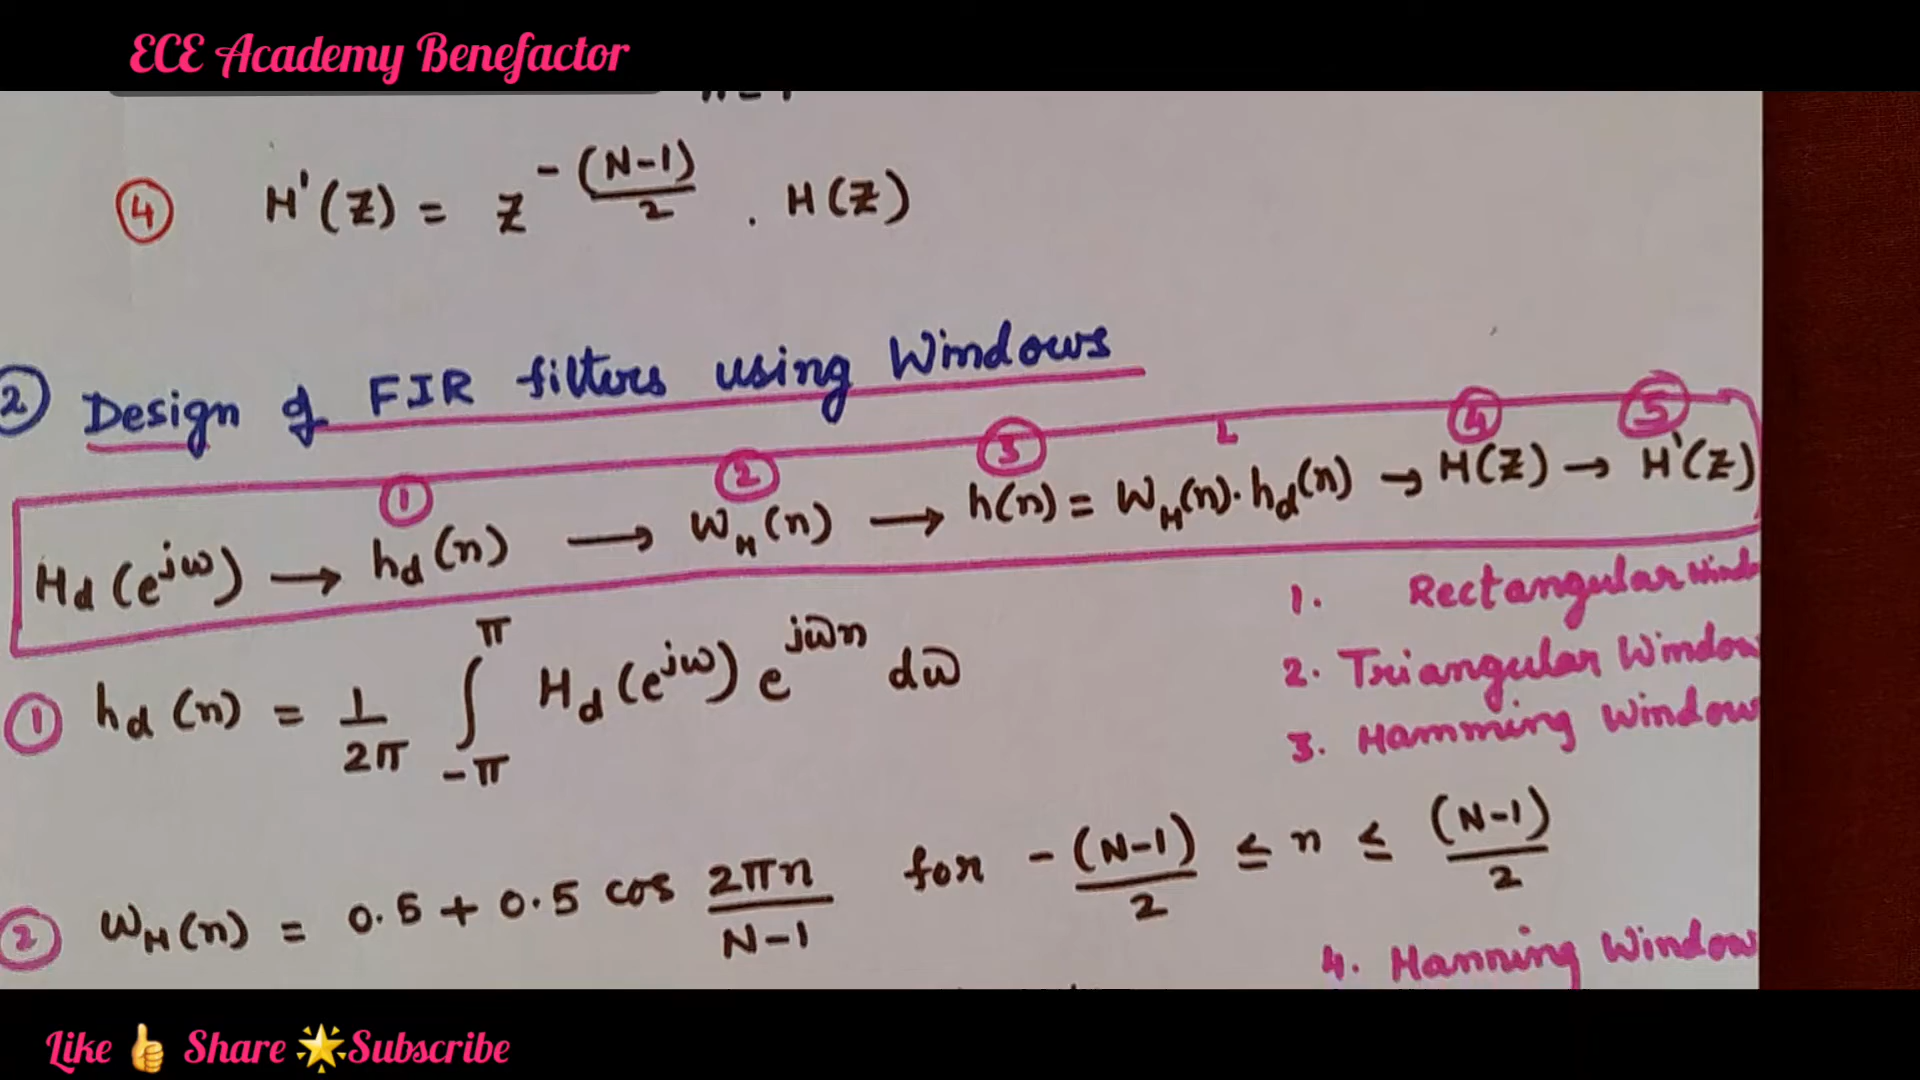 ECE Academy Benefactor
④ H'(Z) = Z^{-(N-1)/2} . H(Z)
② Design of FIR filters using Windows
① ② ③ ④ ⑤
Hd(e^{jω}) → hd(n) → W_H(n) → h(n) = W_H(n)·hd(n) → H(Z) → H'(Z)
1. Rectangular
2. Triangular Window
3. Hamming Window
① hd(n) = 1/2π ∫_{-π}^{π} Hd(e^{jω}) e^{jωn} dω
② W_H(n) = 0.5 + 0.5 cos 2πn/N-1 for -(N-1)/2 ≤ n ≤ (N-1)/2
4. Hanning Window
Like 👍 Share 🌟Subscribe